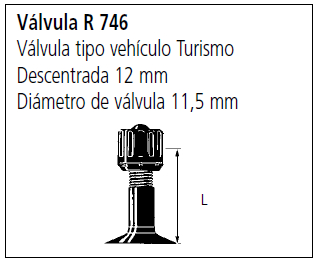 Válvula R 746
Válvula tipo vehículo Turismo
Descentrada 12 mm
Diámetro de válvula 11,5 mm
L